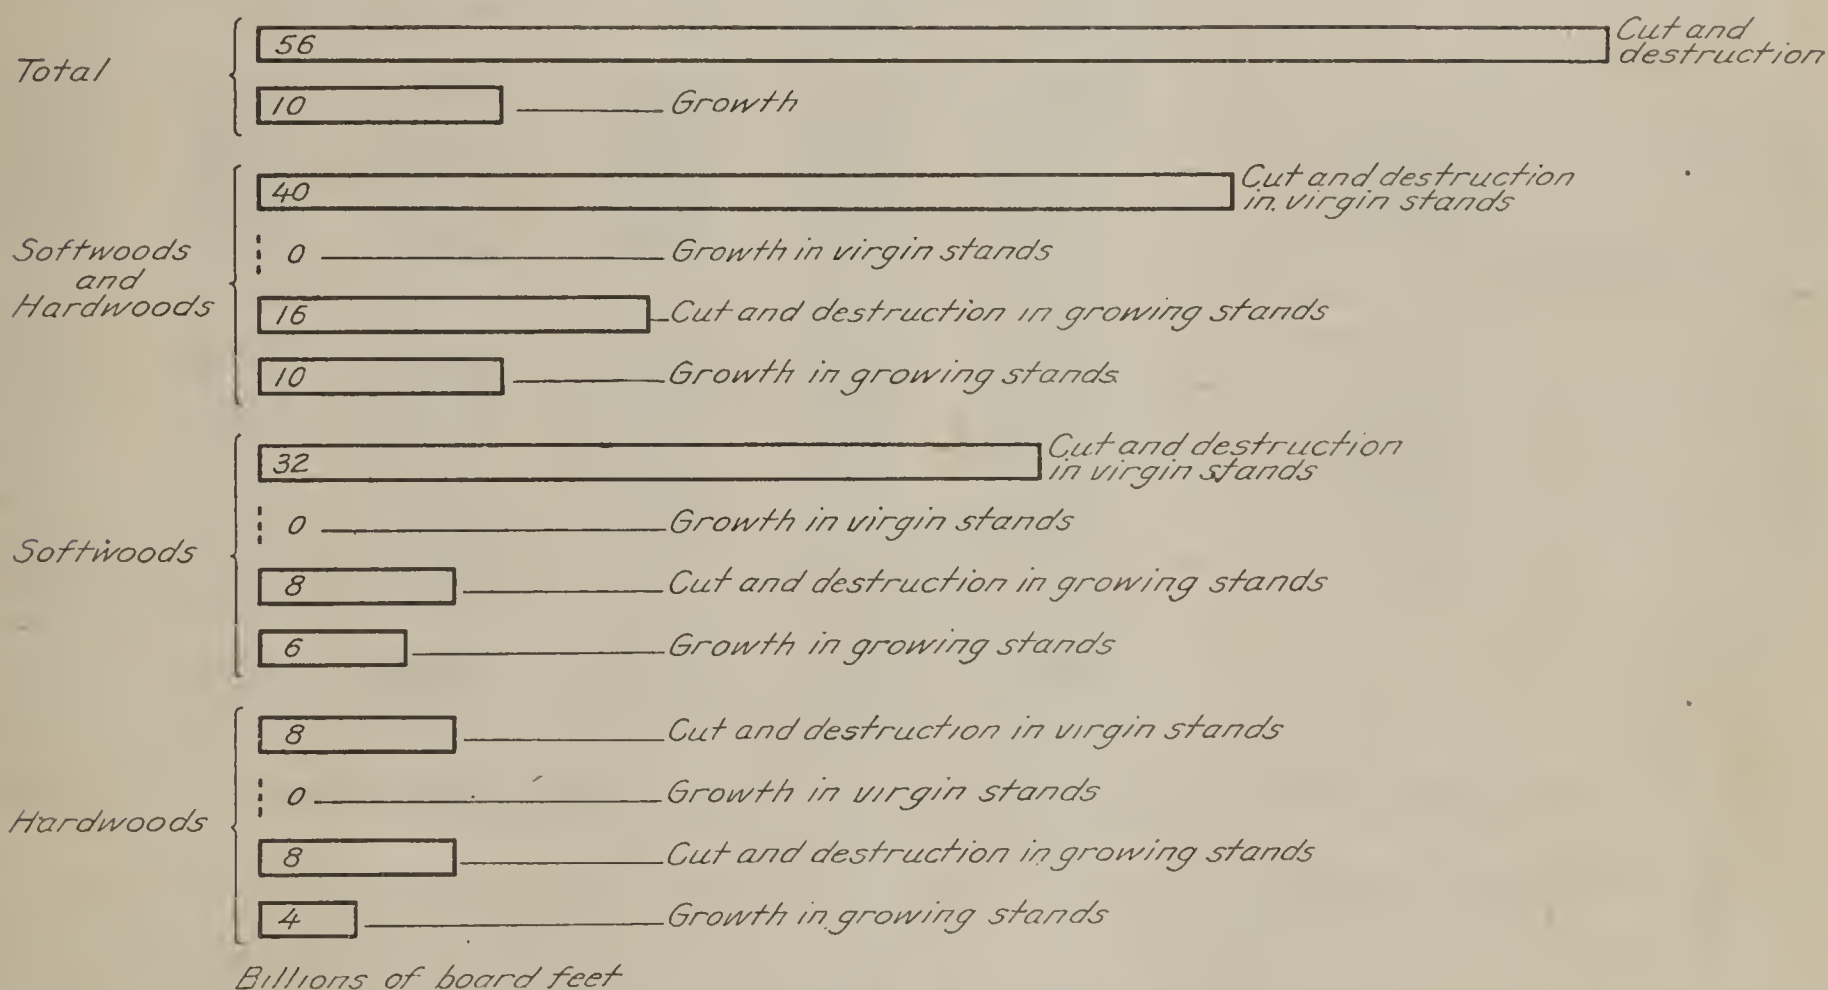 Total
56
Cut and
destruction
10
Growth
Softwoods
and
Hardwoods
40
Cut and destruction
in virgin stands
0
Growth in virgin stands
16
Cut and destruction in growing stands
10
Growth in growing stands
Softwoods
32
Cut and destruction
in virgin stands
0
Growth in virgin stands
8
Cut and destruction in growing stands
6
Growth in growing stands
Hardwoods
8
Cut and destruction in virgin stands
0
Growth in virgin stands
8
Cut and destruction in growing stands
4
Growth in growing stands
Billions of board feet